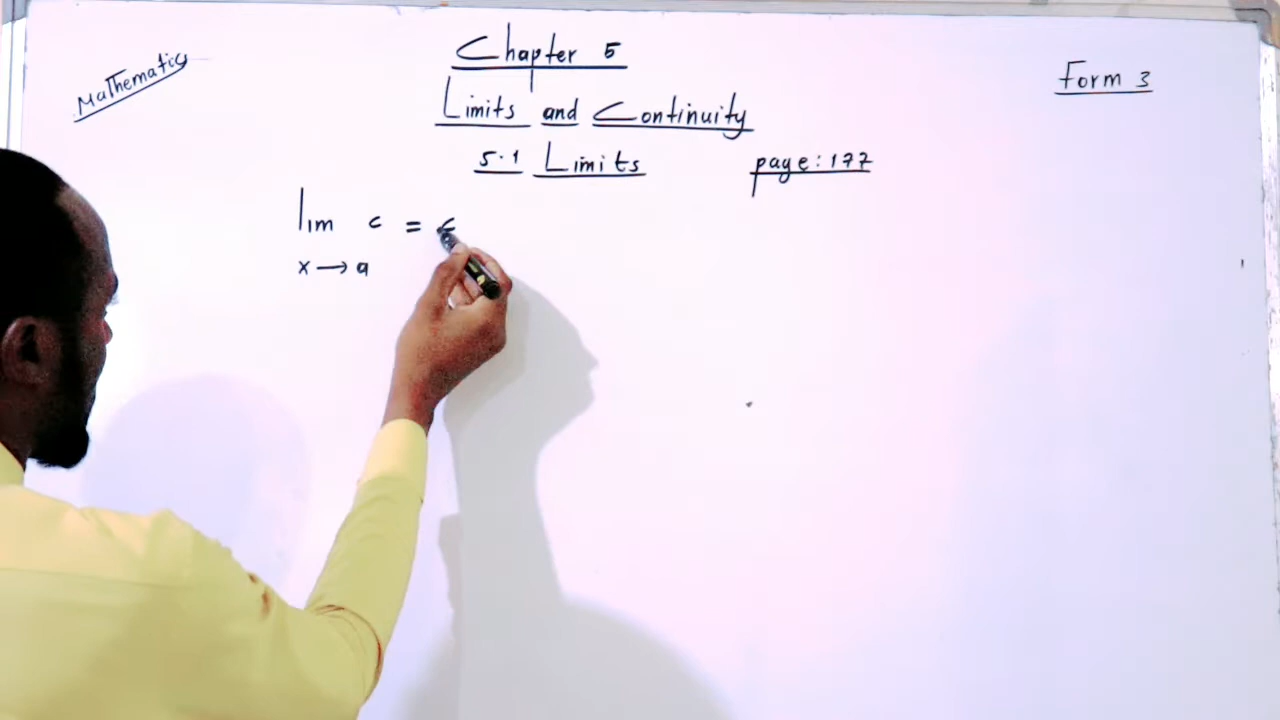 Mathematics
Chapter 5
Form 3
Limits and Continuity
5.1 Limits page: 177
lim c = c
x → a